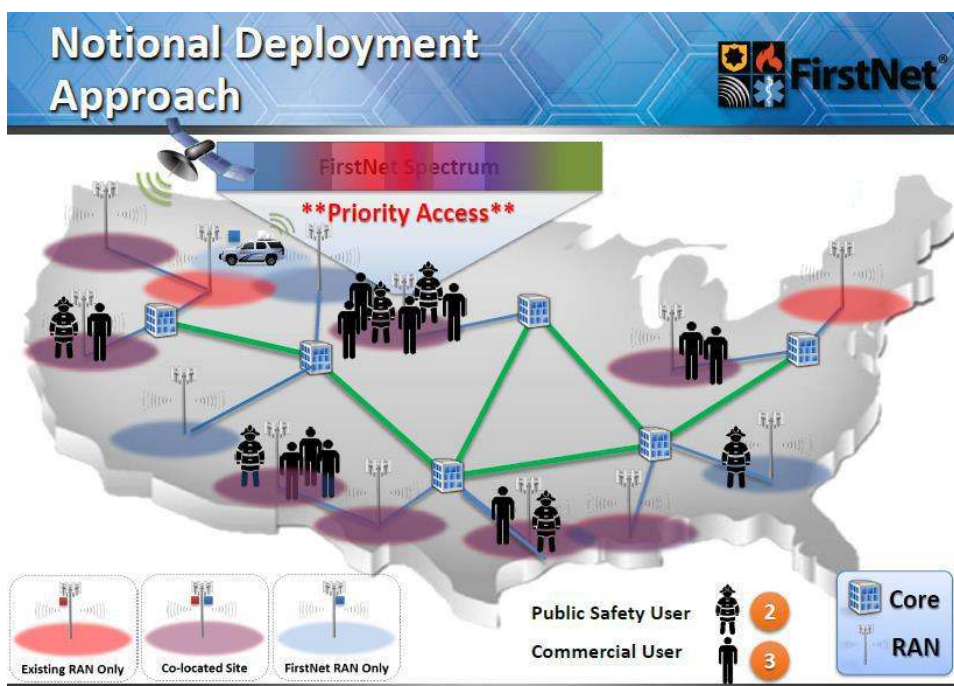 Notional Deployment
Approach
FirstNet®
FirstNet Spectrum
**Priority Access**
Existing RAN Only
Co-located Site
FirstNet RAN Only
Public Safety User
2
Commercial User
3
Core
RAN